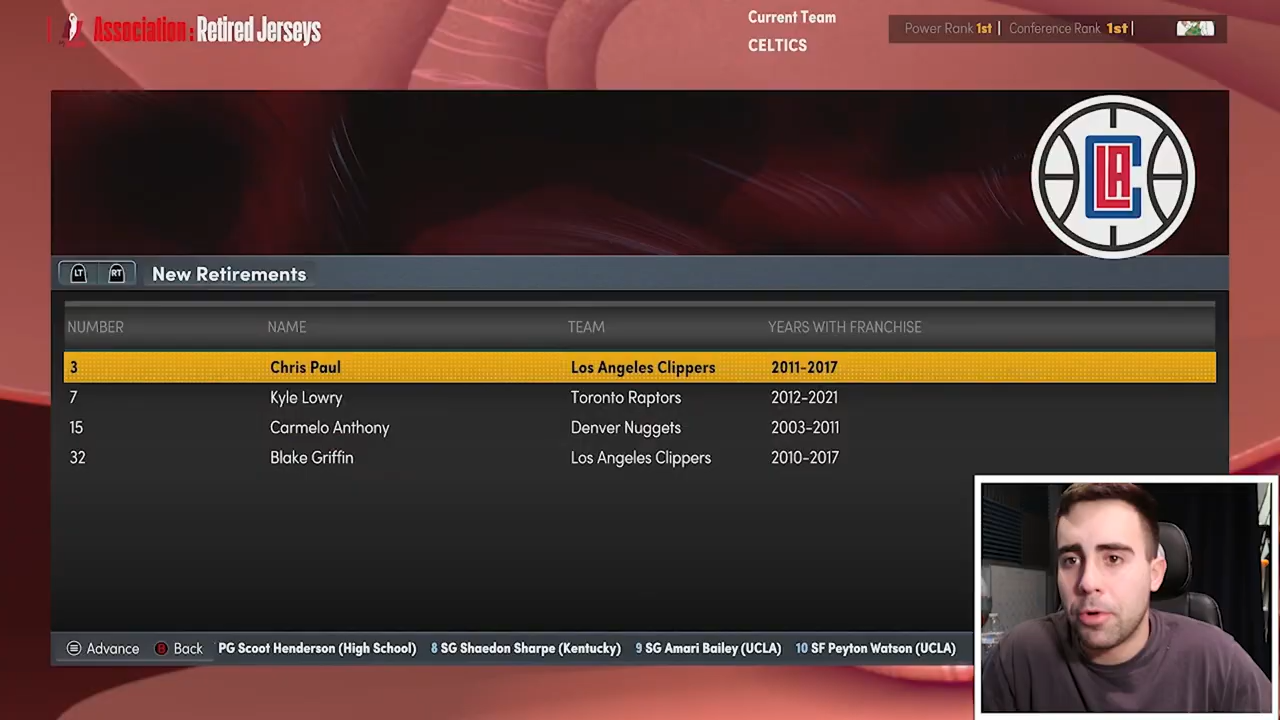 Association : Retired Jerseys
Current Team
CELTICS
Power Rank 1st | Conference Rank 1st |
LAC
LT RT New Retirements
NUMBER NAME TEAM YEARS WITH FRANCHISE
3 Chris Paul Los Angeles Clippers 2011-2017
7 Kyle Lowry Toronto Raptors 2012-2021
15 Carmelo Anthony Denver Nuggets 2003-2011
32 Blake Griffin Los Angeles Clippers 2010-2017
Advance B Back PG Scoot Henderson (High School) 8 SG Shaedon Sharpe (Kentucky) 9 SG Amari Bailey (UCLA) 10 SF Peyton Watson (UCLA)